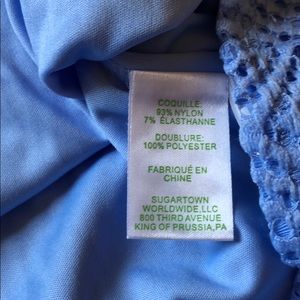 COQUILLE:
93% NYLON
7% ÉLASTHANNE
DOUBLURE:
100% POLYESTER
FABRIQUÉ EN
CHINE
SUGARTOWN
WORLDWIDE,LLC
800 THIRD AVENUE
KING OF PRUSSIA,PA